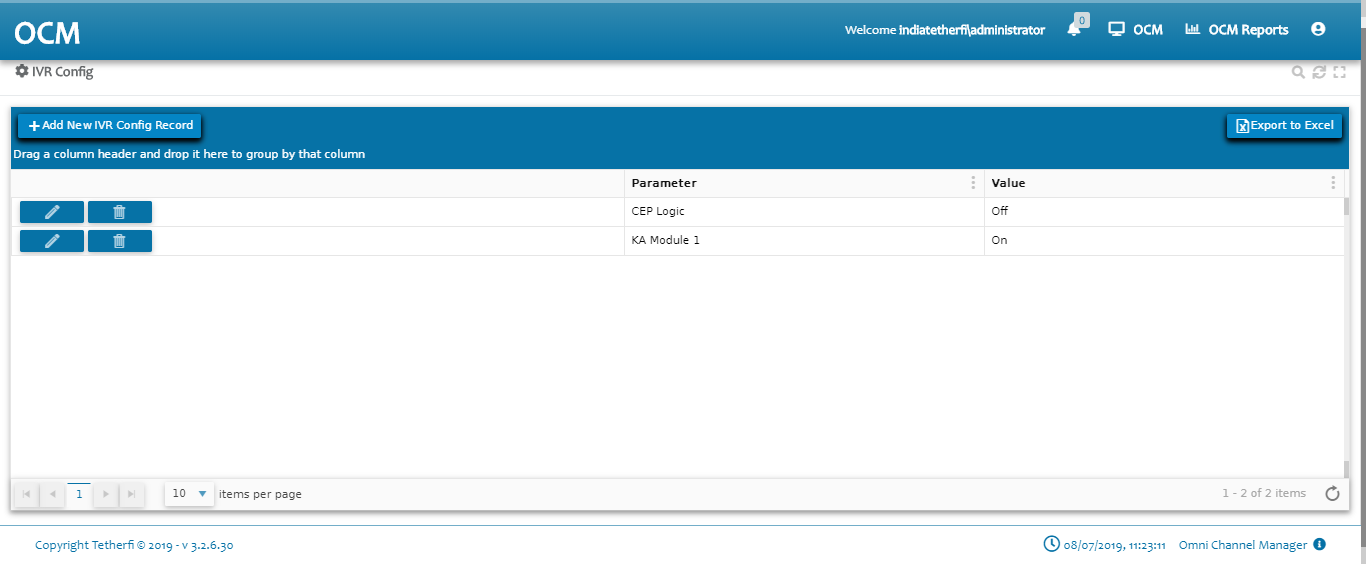 OCM
Welcome indiatetherfi\administrator
0
OCM
OCM Reports
IVR Config
Add New IVR Config Record
Export to Excel
Drag a column header and drop it here to group by that column
Parameter Value
CEP Logic Off
KA Module 1 On
1
10 items per page
1 - 2 of 2 items
Copyright Tetherfi © 2019 - v 3.2.6.30
08/07/2019, 11:23:11 Omni Channel Manager